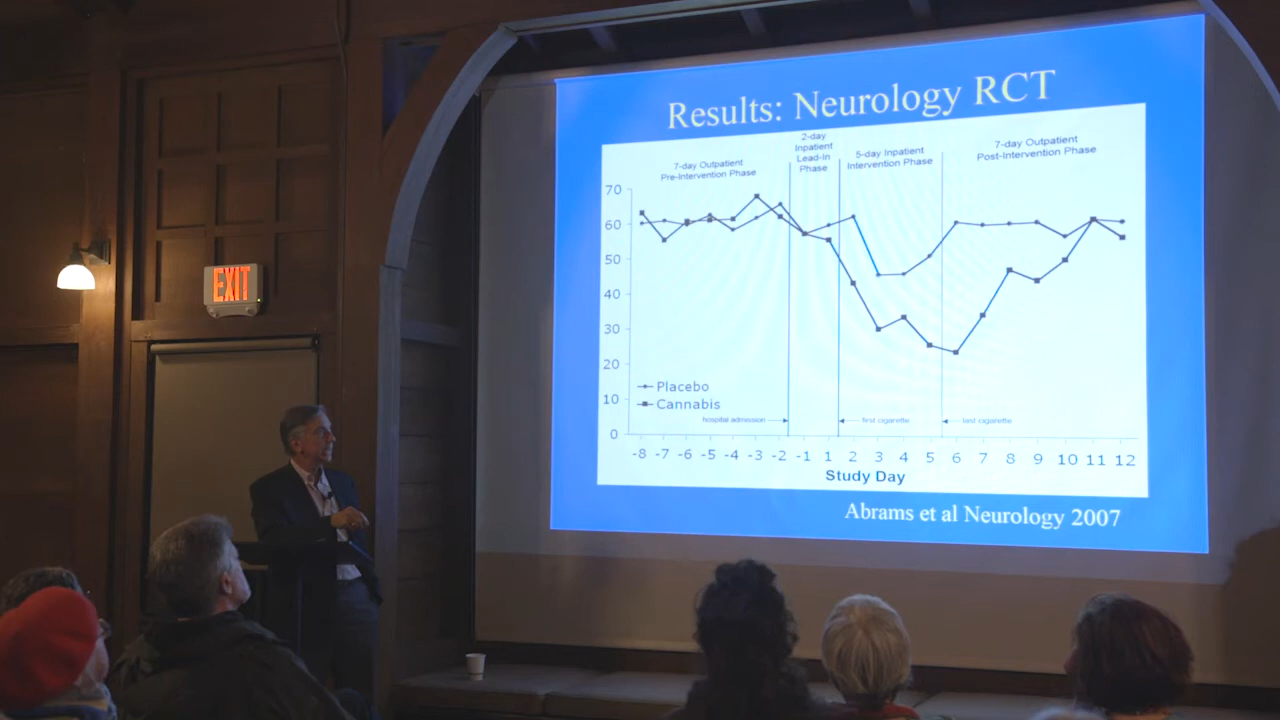 EXIT
Results: Neurology RCT
7-day Outpatient
Pre-Intervention Phase
2-day
Inpatient
Lead-In
Phase
5-day Inpatient
Intervention Phase
7-day Outpatient
Post-Intervention Phase
70
60
50
40
30
20
10
0
Placebo
Cannabis
hospital admission
first cigarette
last cigarette
-8 -7 -6 -5 -4 -3 -2 -1 1 2 3 4 5 6 7 8 9 10 11 12
Study Day
Abrams et al Neurology 2007